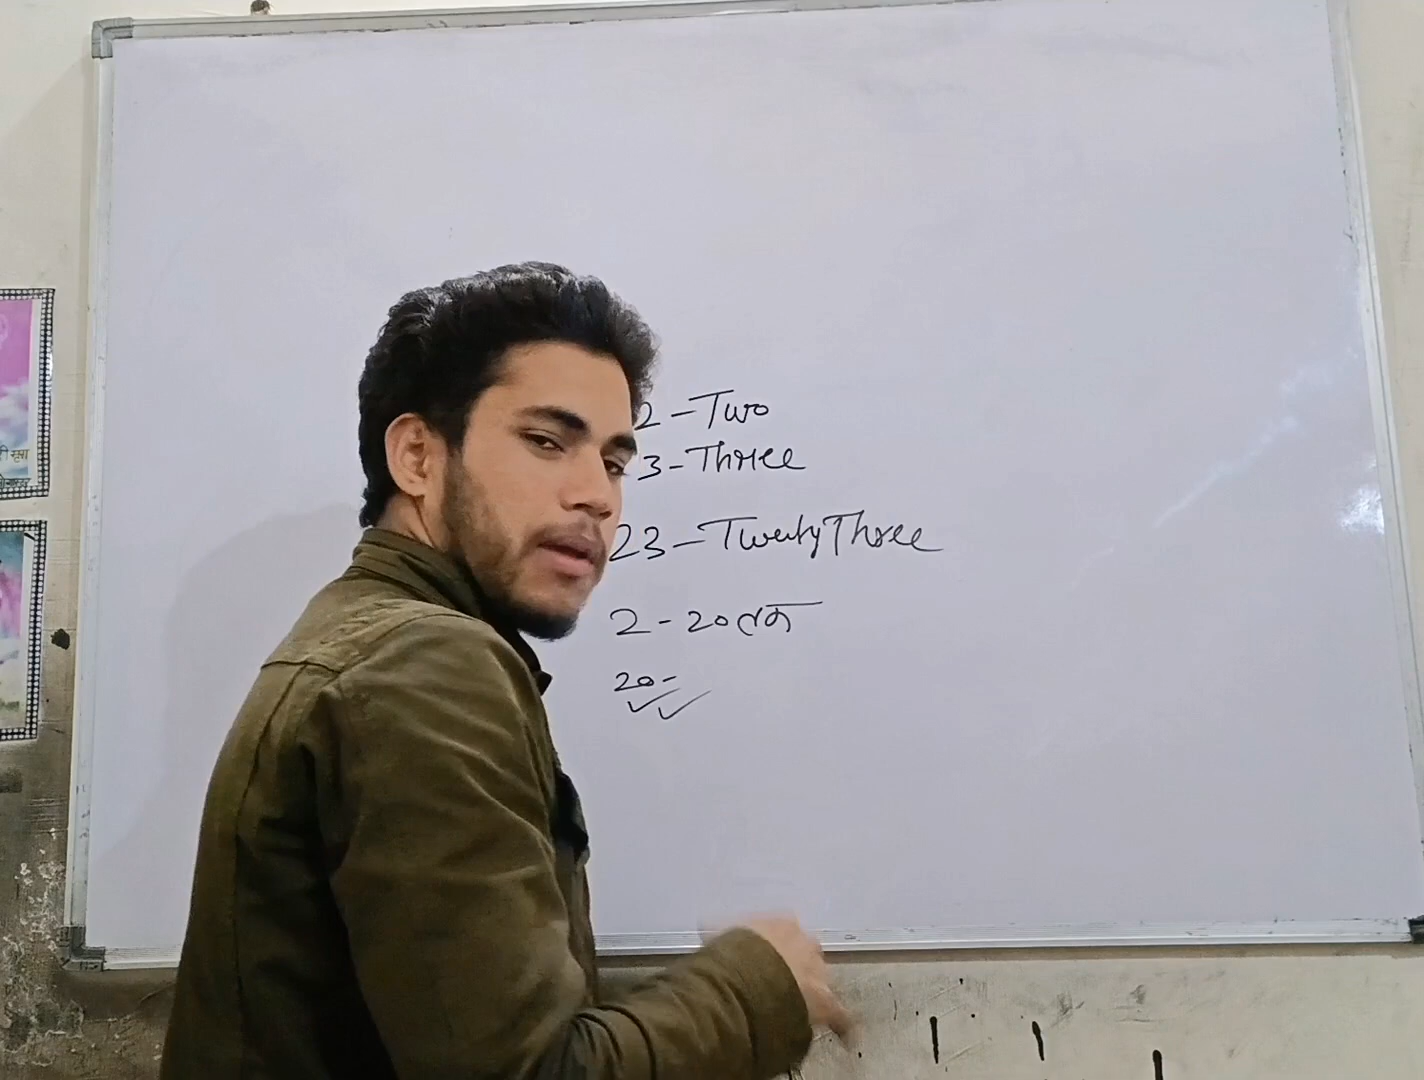 2 - Two
3 - Three
23 - Twenty Three
2 - 20 तक
20 -